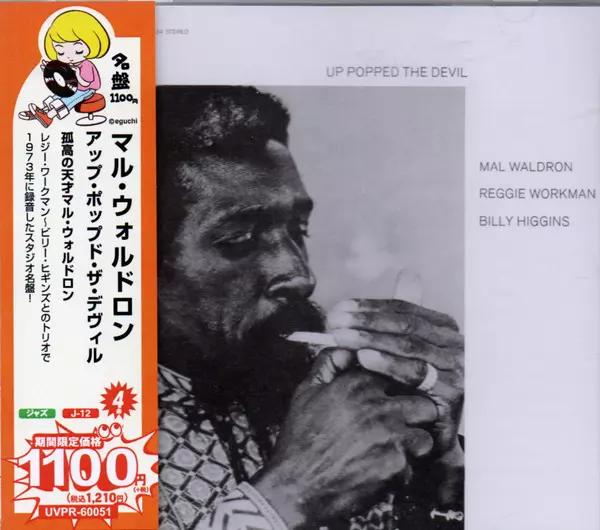 名盤
1100円
©eguchi
マル・ウォルドロン
アップ・ポップド・ザ・デヴィル
孤高の天才マル・ウォルドロン
レジー・ワークマン〜ビリー・ヒギンズとのトリオで
1973年に録音したスタジオ名盤!
ジャズ
J-12
期間限定価格
1100円
(+税)
(税込1,210円)
UVPR-60051
STEREO
UP POPPED THE DEVIL
MAL WALDRON
REGGIE WORKMAN
BILLY HIGGINS